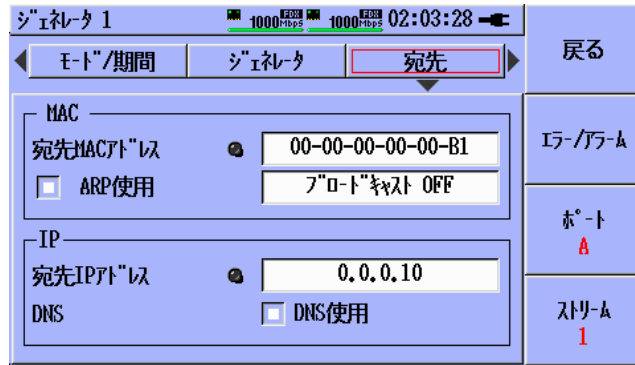 ジェネレータ 1 1000Mbps FDX 1000Mbps FDX 02:03:28
モード/期間 ジェネレータ 宛先
MAC
宛先MACアドレス 00-00-00-00-00-B1
ARP使用 ブロードキャスト OFF
IP
宛先IPアドレス 0.0.0.10
DNS DNS使用
戻る
エラー/アラーム
ポート
A
ストリーム
1